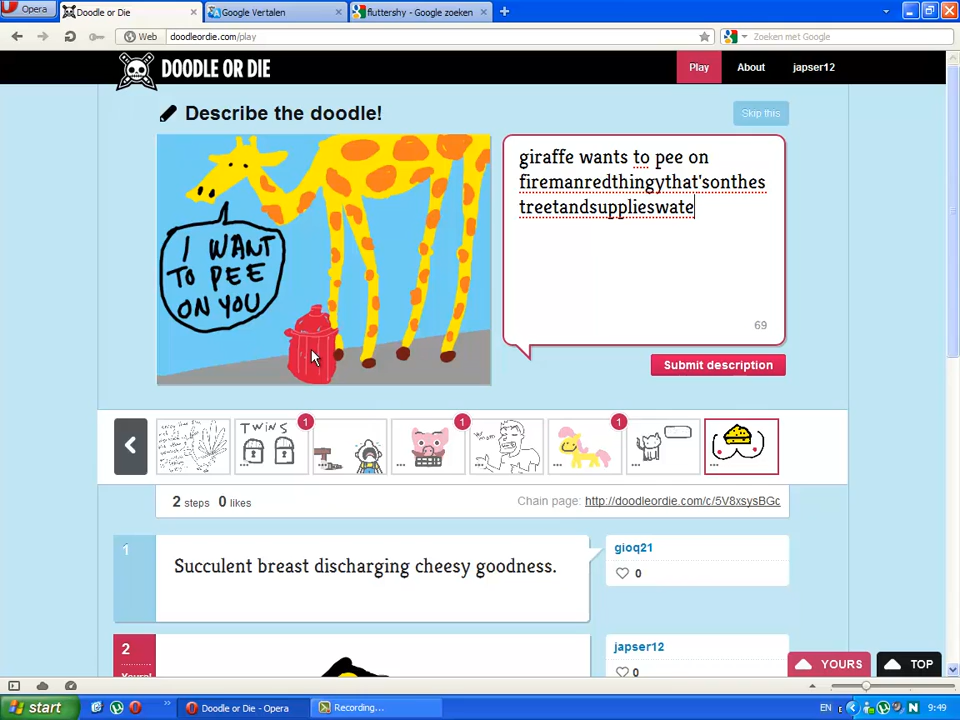 Opera
Doodle or Die
Google Vertalen
fluttershy - Google zoeken
Web
doodleordie.com/play
Zoeken met Google
DOODLE OR DIE
Play
About
japser12
Describe the doodle!
Skip this
I WANT
TO PEE
ON YOU
giraffe wants to pee on
firemanredthingythat'sonthes
treetandsupplieswate
69
Submit description
TWINS
1
1
1
2 steps 0 likes
Chain page: http://doodleordie.com/c/5V8xsysBGc
1
Succulent breast discharging cheesy goodness.
gioq21
0
2
Yours!
japser12
0
YOURS
TOP
start
Doodle or Die - Opera
Recording...
EN
9:49